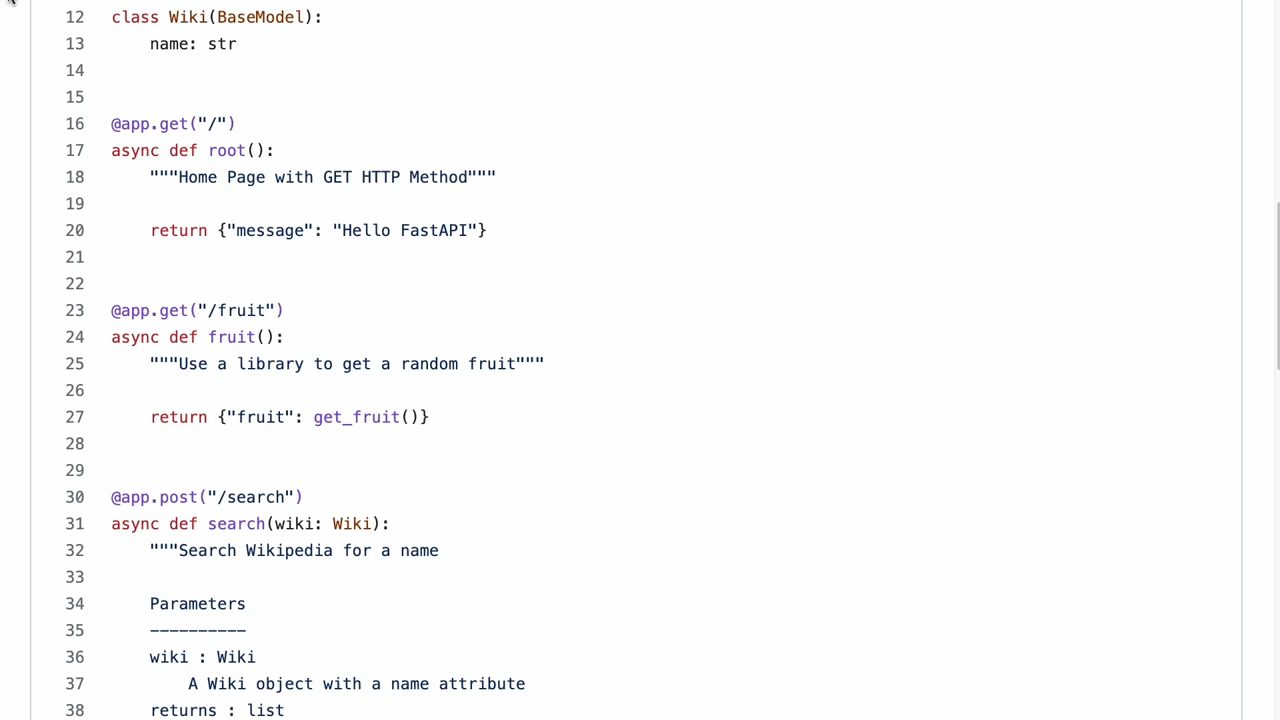 12 class Wiki(BaseModel):
13     name: str
14
15
16 @app.get("/")
17 async def root():
18     """Home Page with GET HTTP Method"""
19
20     return {"message": "Hello FastAPI"}
21
22
23 @app.get("/fruit")
24 async def fruit():
25     """Use a library to get a random fruit"""
26
27     return {"fruit": get_fruit()}
28
29
30 @app.post("/search")
31 async def search(wiki: Wiki):
32     """Search Wikipedia for a name
33
34     Parameters
35     ----------
36     wiki : Wiki
37         A Wiki object with a name attribute
38     returns : list